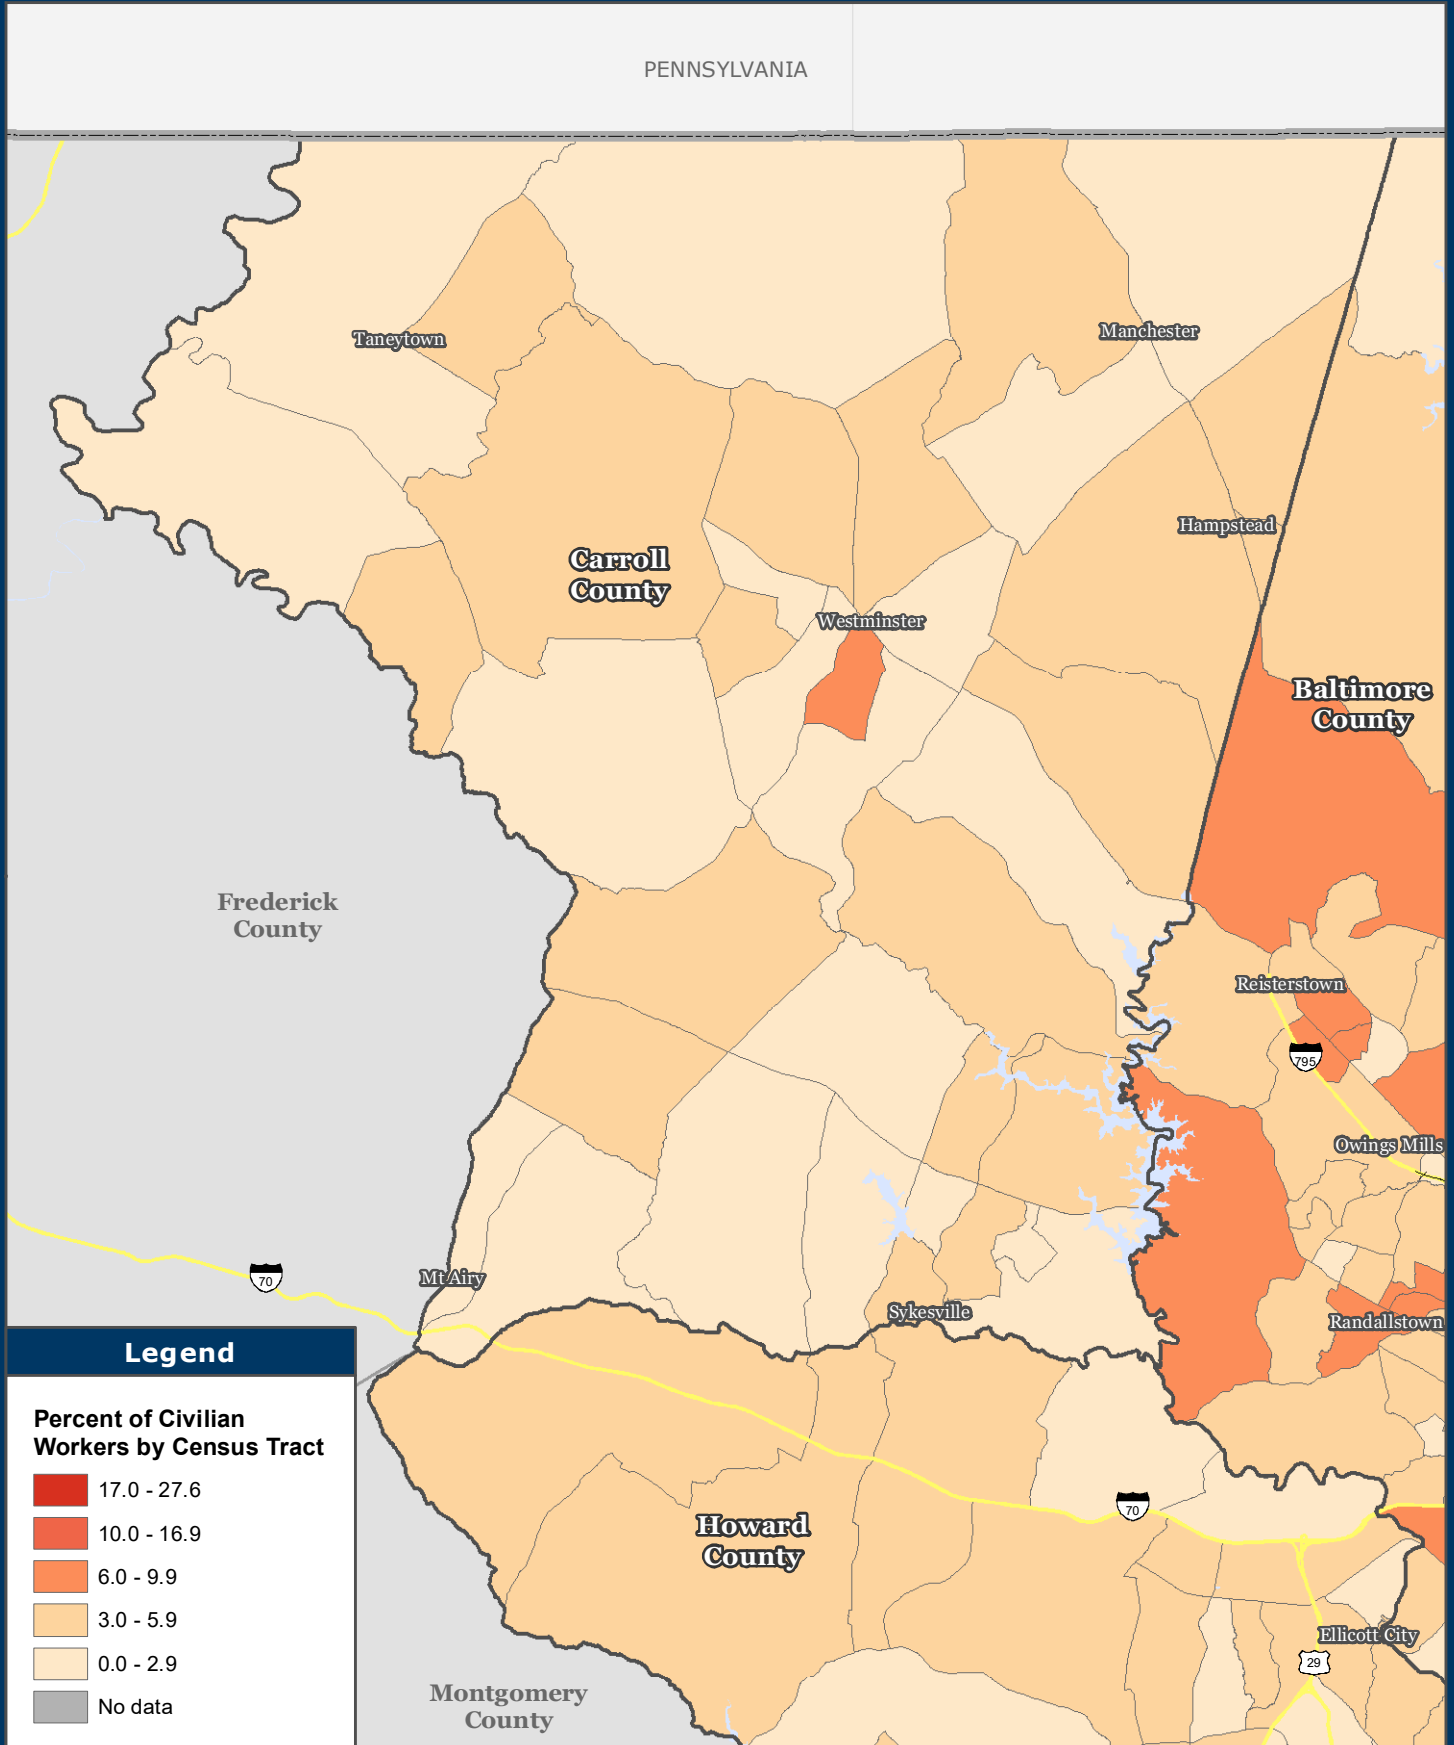 PENNSYLVANIA
Taneytown
Manchester
Hampstead
Carroll
County
Westminster
Baltimore
County
Frederick
County
Reisterstown
795
Owings Mills
70
Mt Airy
Sykesville
Randallstown
Legend
Percent of Civilian
Workers by Census Tract
17.0 - 27.6
10.0 - 16.9
6.0 - 9.9
3.0 - 5.9
0.0 - 2.9
No data
70
Howard
County
Ellicott City
29
Montgomery
County